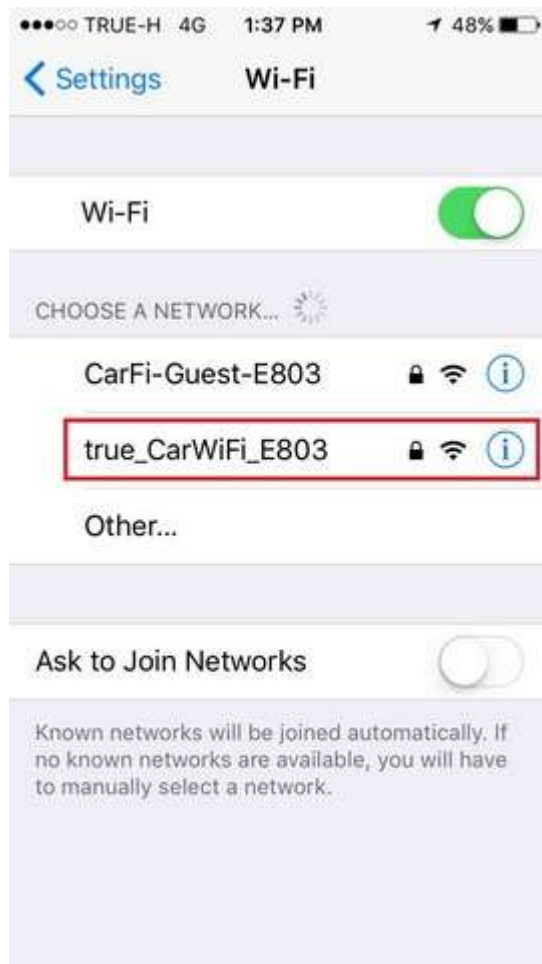 TRUE-H 4G 1:37 PM 48%
Settings Wi-Fi
Wi-Fi
CHOOSE A NETWORK...
CarFi-Guest-E803
true_CarWiFi_E803
Other...
Ask to Join Networks
Known networks will be joined automatically. If
no known networks are available, you will have
to manually select a network.